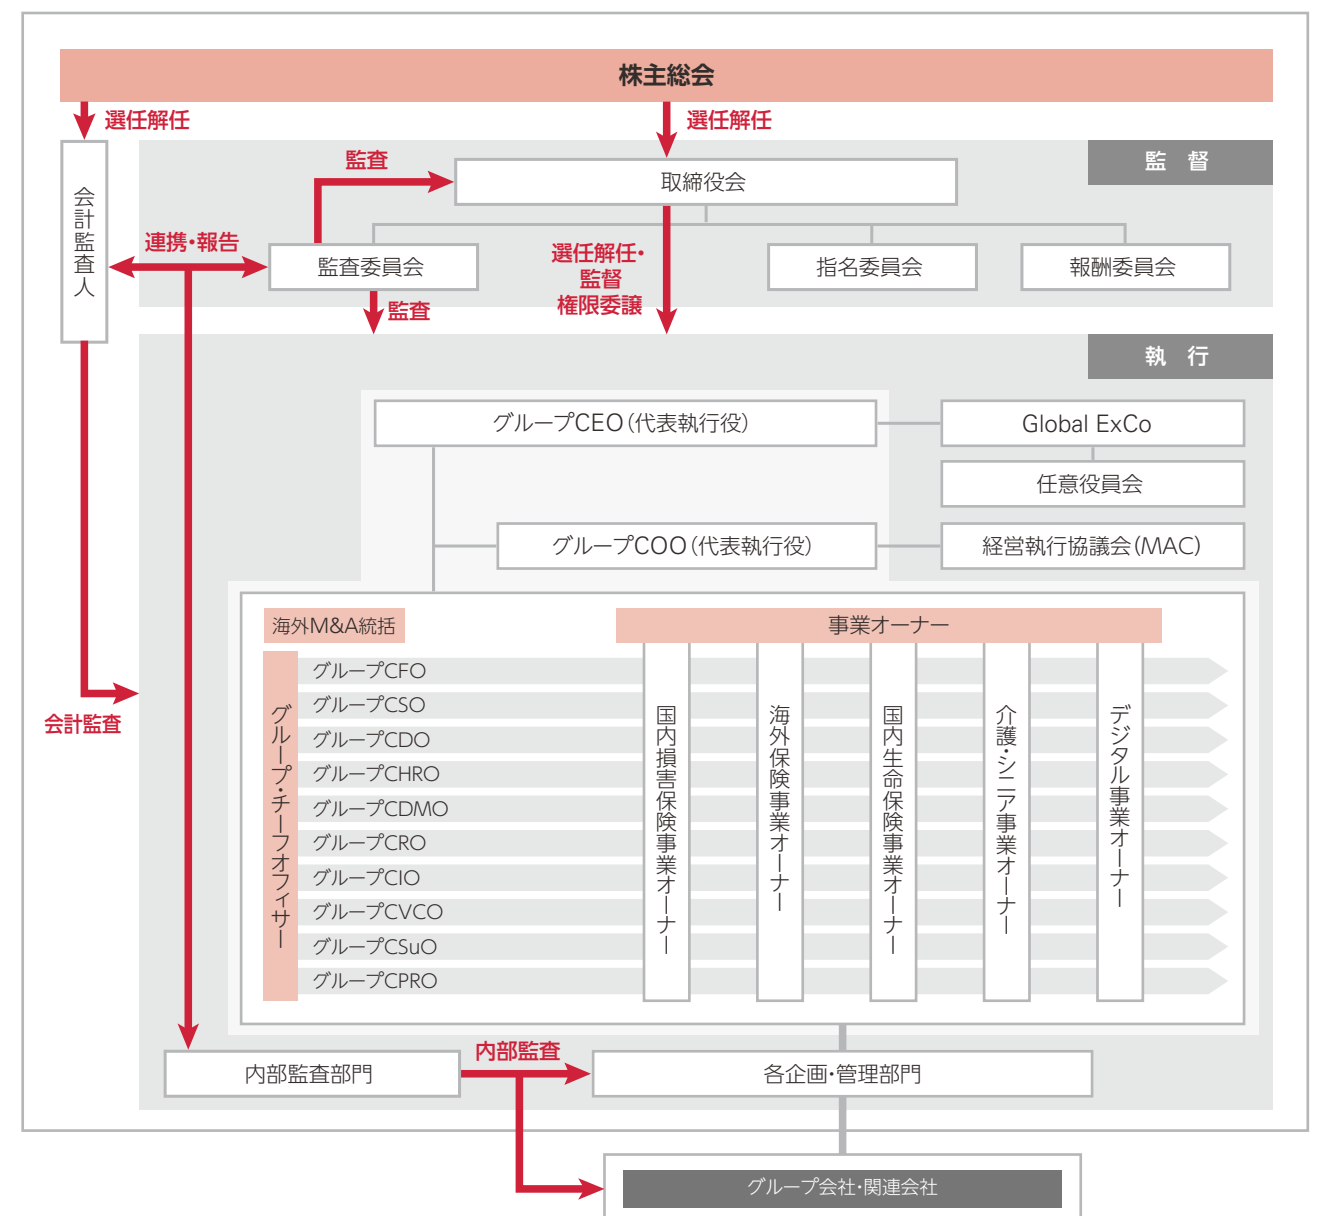 株主総会
選任解任
選任解任
監 督
監査
取締役会
会計監査人
連携・報告
監査委員会
選任解任・
監督
権限委譲
指名委員会
報酬委員会
監査
執 行
グループCEO（代表執行役）
Global ExCo
任意役員会
グループCOO（代表執行役）
経営執行協議会（MAC）
海外M&A統括
事業オーナー
グループ・チーフオフィサー
グループCFO
グループCSO
グループCDO
グループCHRO
グループCDMO
グループCRO
グループCIO
グループCVCO
グループCSuO
グループCPRO
国内損害保険事業オーナー
海外保険事業オーナー
国内生命保険事業オーナー
介護・シニア事業オーナー
デジタル事業オーナー
会計監査
内部監査部門
内部監査
各企画・管理部門
グループ会社・関連会社